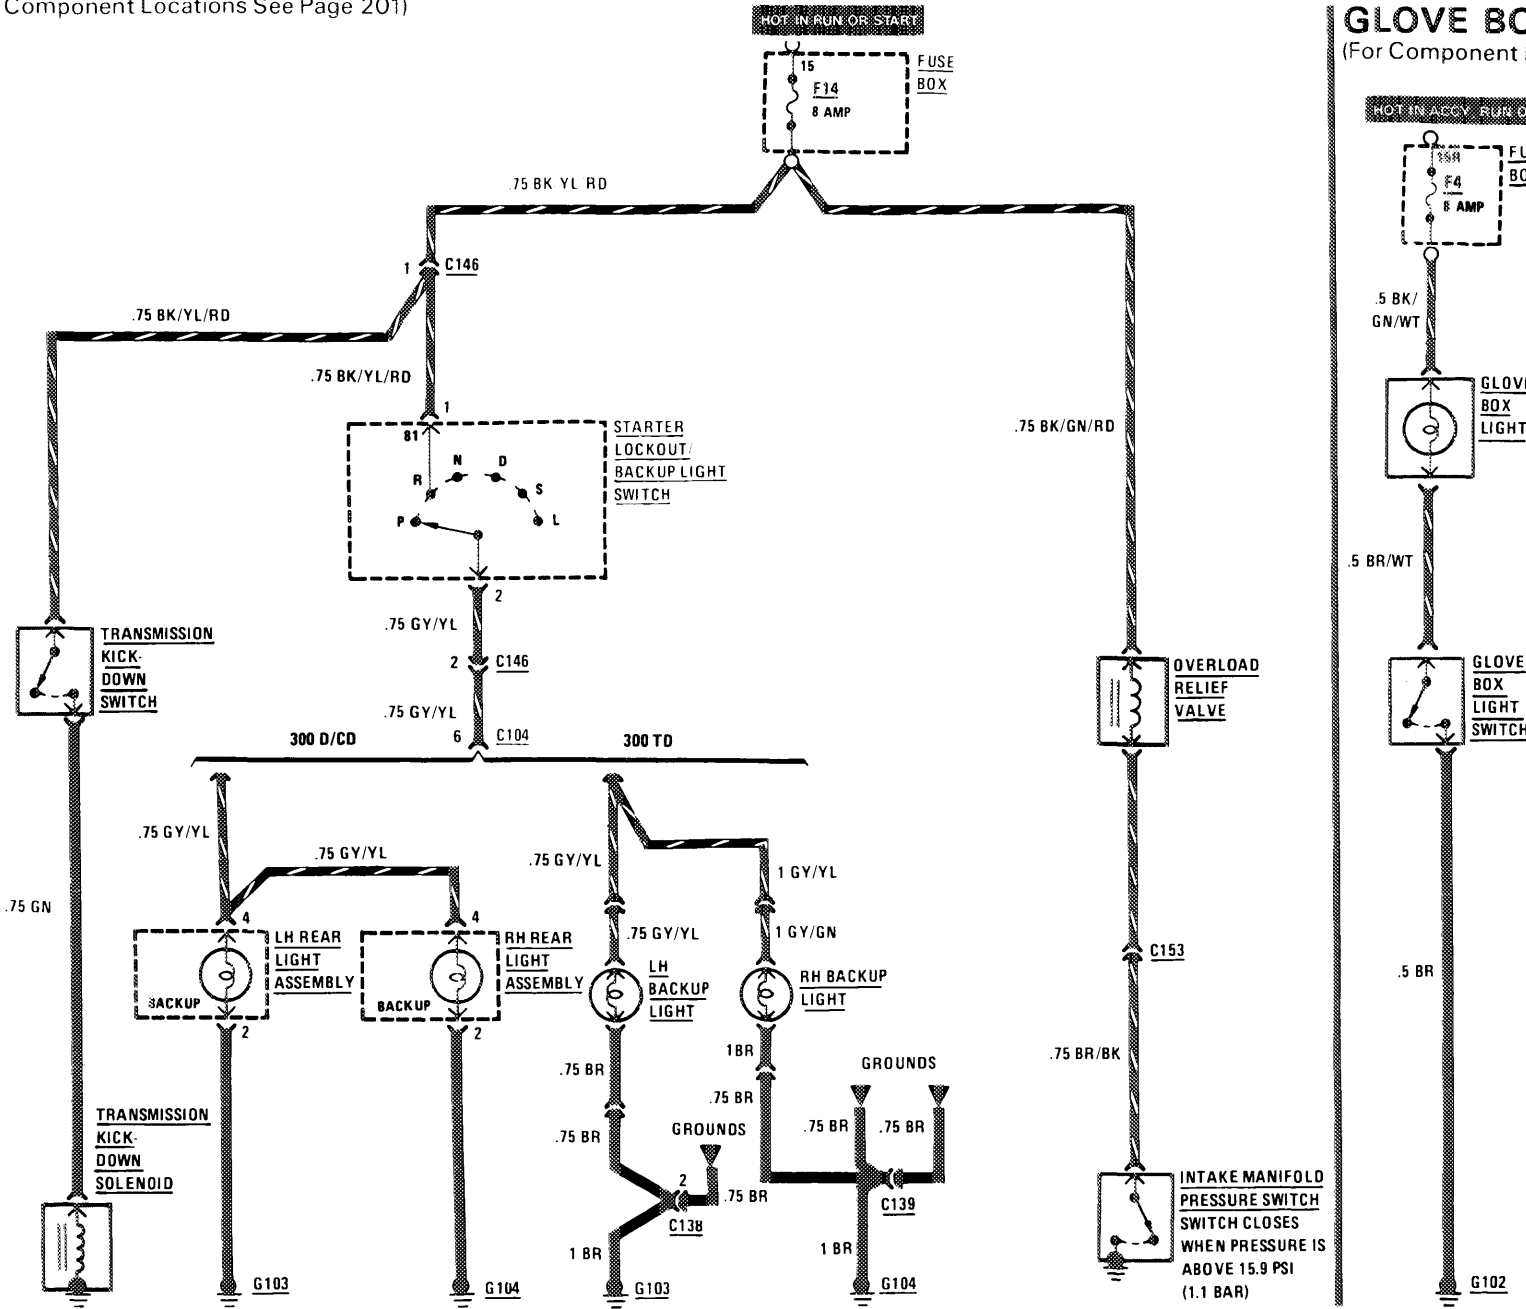 Component Locations See Page 201)
HOT IN RUN OR START
15
F14
8 AMP
FUSE
BOX
.75 BK YL RD
1
C146
.75 BK/YL/RD
.75 BK/YL/RD
1
81
R
N
D
S
P
L
STARTER
LOCKOUT/
BACKUP LIGHT
SWITCH
2
.75 GY/YL
2
C146
.75 GY/YL
6
C104
300 D/CD
300 TD
TRANSMISSION
KICK-
DOWN
SWITCH
.75 GN
TRANSMISSION
KICK-
DOWN
SOLENOID
.75 GY/YL
.75 GY/YL
4
4
LH REAR
LIGHT
ASSEMBLY
BACKUP
2
G103
RH REAR
LIGHT
ASSEMBLY
BACKUP
2
G104
.75 GY/YL
.75 GY/YL
LH
BACKUP
LIGHT
.75 BR
.75 BR
GROUNDS
2
.75 BR
C138
1 BR
G103
1 GY/YL
1 GY/GN
RH BACKUP
LIGHT
1BR
.75 BR
GROUNDS
.75 BR
.75 BR
C139
1 BR
G104
.75 BK/GN/RD
OVERLOAD
RELIEF
VALVE
C153
.75 BR/BK
INTAKE MANIFOLD
PRESSURE SWITCH
SWITCH CLOSES
WHEN PRESSURE IS
ABOVE 15.9 PSI
(1.1 BAR)
GLOVE BO
(For Component
HOT IN ACCY, RUN O
15R
F4
8 AMP
FU
BO
.5 BK/
GN/WT
GLOVE
BOX
LIGHT
.5 BR/WT
GLOVE
BOX
LIGHT
SWITCH
.5 BR
G102